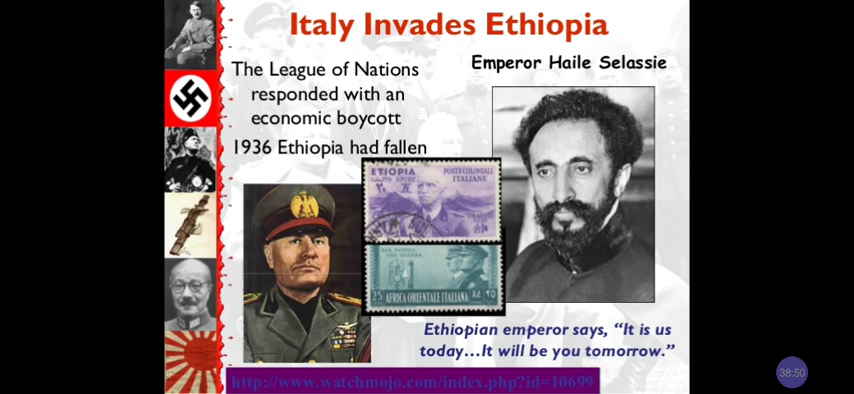 Italy Invades Ethiopia
Emperor Haile Selassie
The League of Nations
responded with an
economic boycott
1936 Ethiopia had fallen
ETIOPIA
POSTE COLONIALI
ITALIANE
25 AFRICA ORIENTALE ITALIANA
Ethiopian emperor says, “It is us
today…It will be you tomorrow.”
http://www.watchmojo.com/index.php?id=10699
38:50